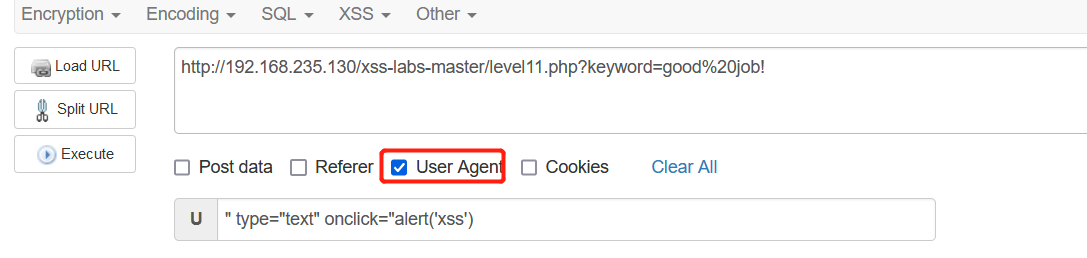 Encryption Encoding SQL XSS Other
Load URL
http://192.168.235.130/xss-labs-master/level11.php?keyword=good%20job!
Split URL
Execute
Post data Referer User Agent Cookies Clear All
U " type="text" onclick="alert('xss')